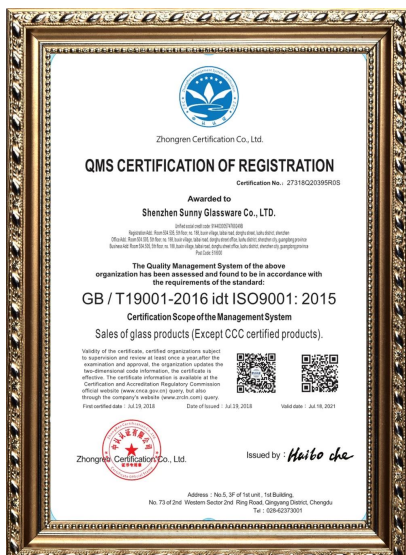 Zhongren Certification Co., Ltd.
QMS CERTIFICATION OF REGISTRATION
Certification No.: 27318Q20395R0S
Awarded to
Shenzhen Sunny Glassware Co., LTD.
The Quality Management System of the above
organization has been assessed and found to be in accordance with
the requirements of the standard:
GB / T19001-2016 idt ISO9001: 2015
Certification Scope of the Management System
Sales of glass products (Except CCC certified products).
Validity of the certificate, certified organizations subject
to supervision and review at least once a year,after the
examination and approval, the organization updates the
two-dimensional code information, the certificate is
effective. The certificate information is available at the
Certification and Accreditation Regulatory Commission
official website (www.cnca.gov.cn) query, but also
through the company's website (www.zrcln.com) query.
First certified date : Jul 19, 2018
Date of Issued : Jul 19, 2018
Valid date : Jul 18, 2021
Zhongren Certification Co., Ltd.
Issued by : Haibo che
Address : No.5, 3F of 1st unit , 1st Building,
No. 73 of 2nd Western Sector 2nd Ring Road, Qingyang District, Chengdu
Tel : 028-62373001